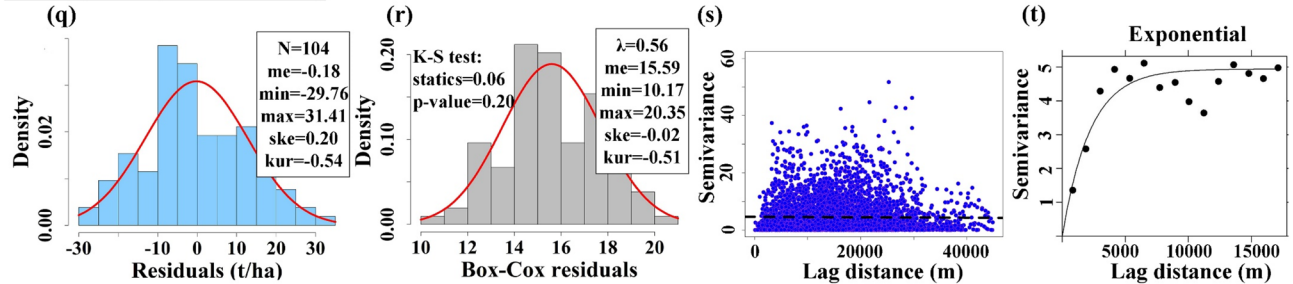 (q)
Density
0.02
0.00
-30
-10
0
10
20
30
Residuals (t/ha)
N=104
me=-0.18
min=-29.76
max=31.41
ske=0.20
kur=-0.54
(r)
Density
0.20
0.10
0.00
10
12
14
16
18
20
Box-Cox residuals
K-S test:
statics=0.06
p-value=0.20
λ=0.56
me=15.59
min=10.17
max=20.35
ske=-0.02
kur=-0.51
(s)
Semivariance
60
40
20
0
0
10000
25000
40000
Lag distance (m)
(t)
Exponential
Semivariance
5
4
3
2
1
5000
10000
15000
Lag distance (m)